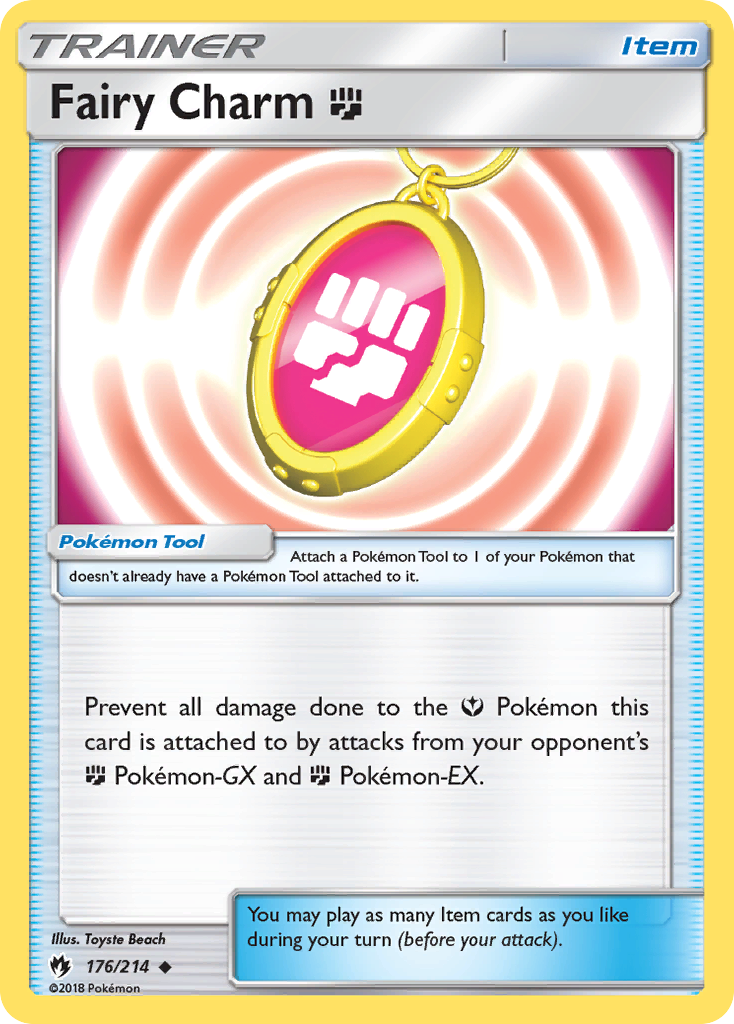 TRAINER
Item
Fairy Charm
Pokémon Tool
Attach a Pokémon Tool to 1 of your Pokémon that
doesn't already have a Pokémon Tool attached to it.
Prevent all damage done to the Pokémon this
card is attached to by attacks from your opponent's
Pokémon-GX and Pokémon-EX.
You may play as many Item cards as you like
during your turn (before your attack).
Illus. Toyste Beach
176/214
©2018 Pokémon